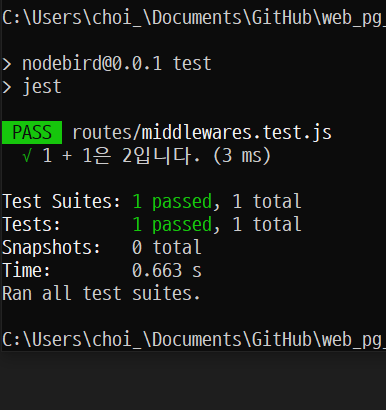 C:\Users\choi_\Documents\GitHub\web_pg_
> nodebird@0.0.1 test
> jest
PASS routes/middlewares.test.js
√ 1 + 1은 2입니다. (3 ms)
Test Suites: 1 passed, 1 total
Tests: 1 passed, 1 total
Snapshots: 0 total
Time: 0.663 s
Ran all test suites.
C:\Users\choi_\Documents\GitHub\web_pg_